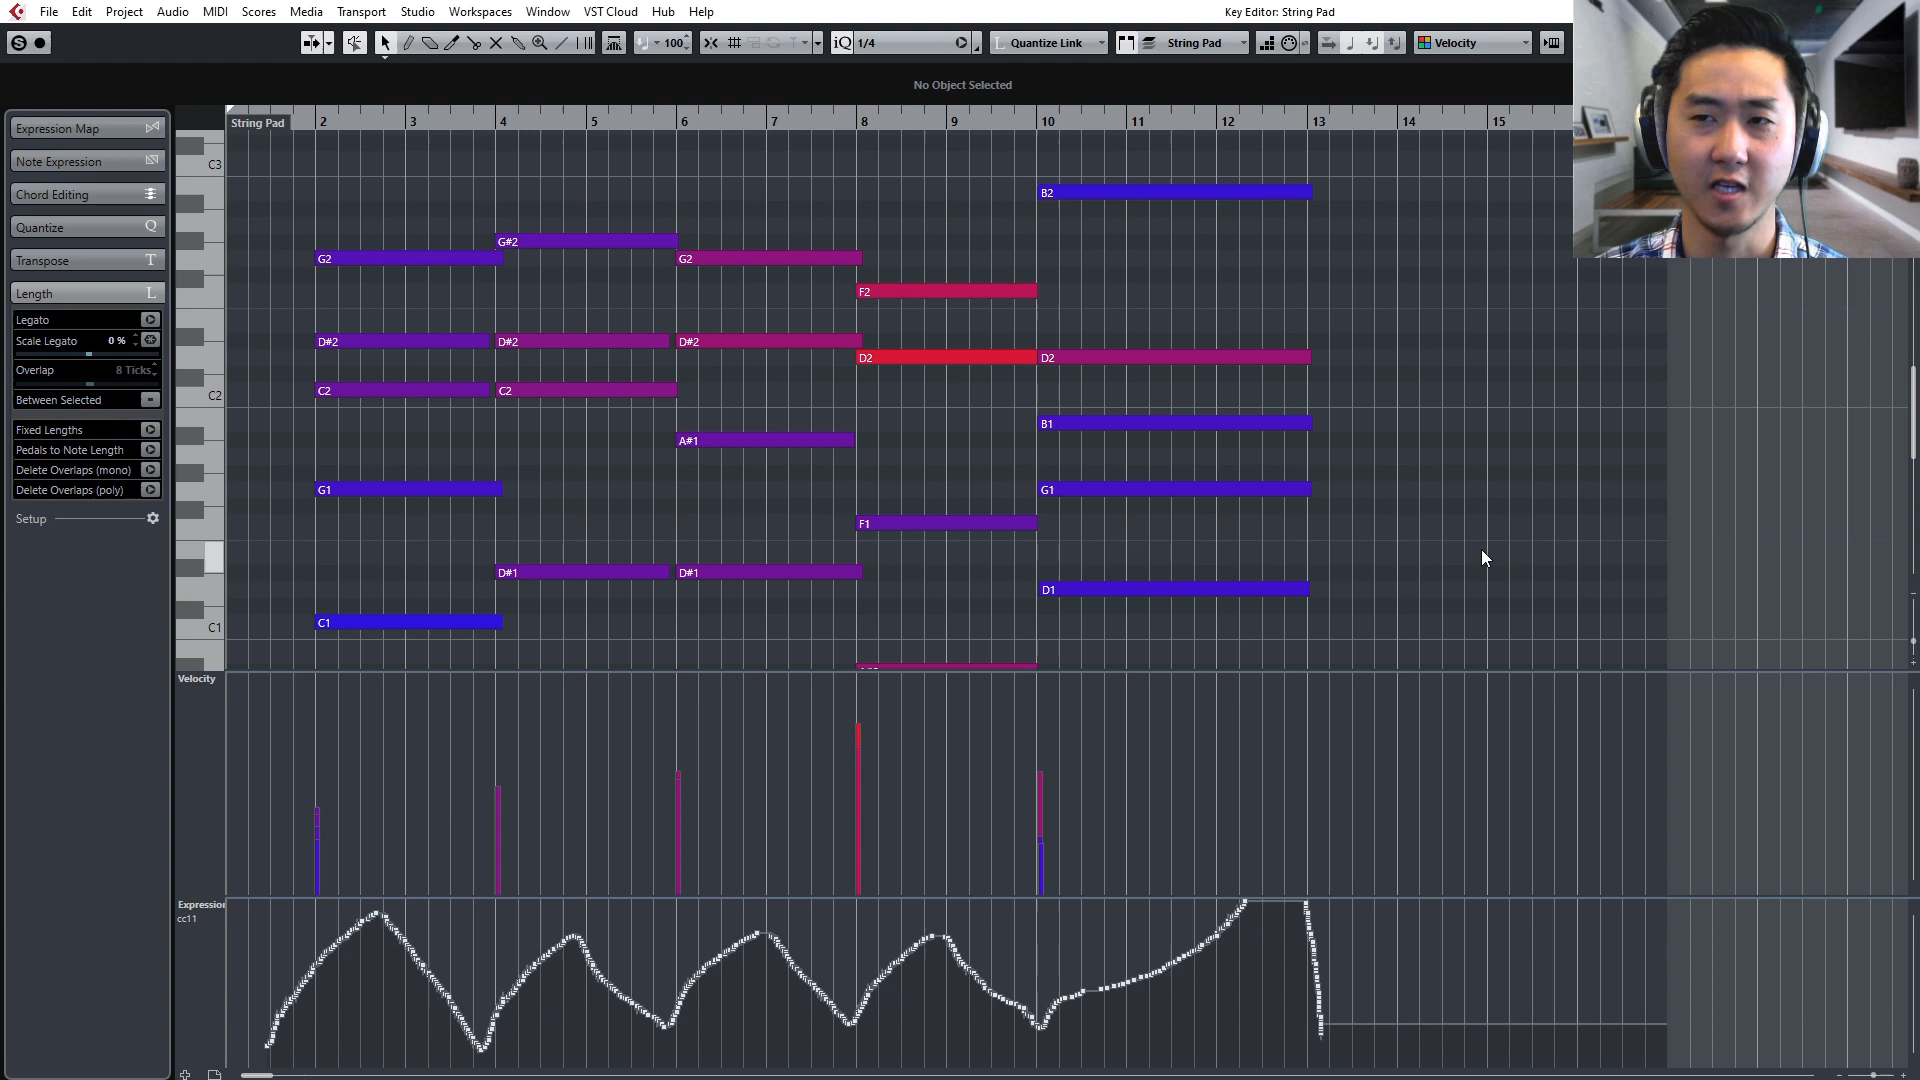 File Edit Project Audio MIDI Scores Media Transport Studio Workspaces Window VST Cloud Hub Help
Key Editor: String Pad
100
iQ 1/4
Quantize Link
String Pad
Velocity
No Object Selected
String Pad
2 3 4 5 6 7 8 9 10 11 12 13 14 15
Expression Map
Note Expression
Chord Editing
Quantize Q
Transpose T
Length L
Legato
Scale Legato 0 %
Overlap 8 Ticks
Between Selected
Fixed Lengths
Pedals to Note Length
Delete Overlaps (mono)
Delete Overlaps (poly)
Setup
C3
B2
G#2
G2 G2
F2
D#2 D#2 D#2
D2 D2
C2
C2 C2
B1
A#1
G1 G1
F1
D#1 D#1
D1
C1
C1
Velocity
Expression
cc11